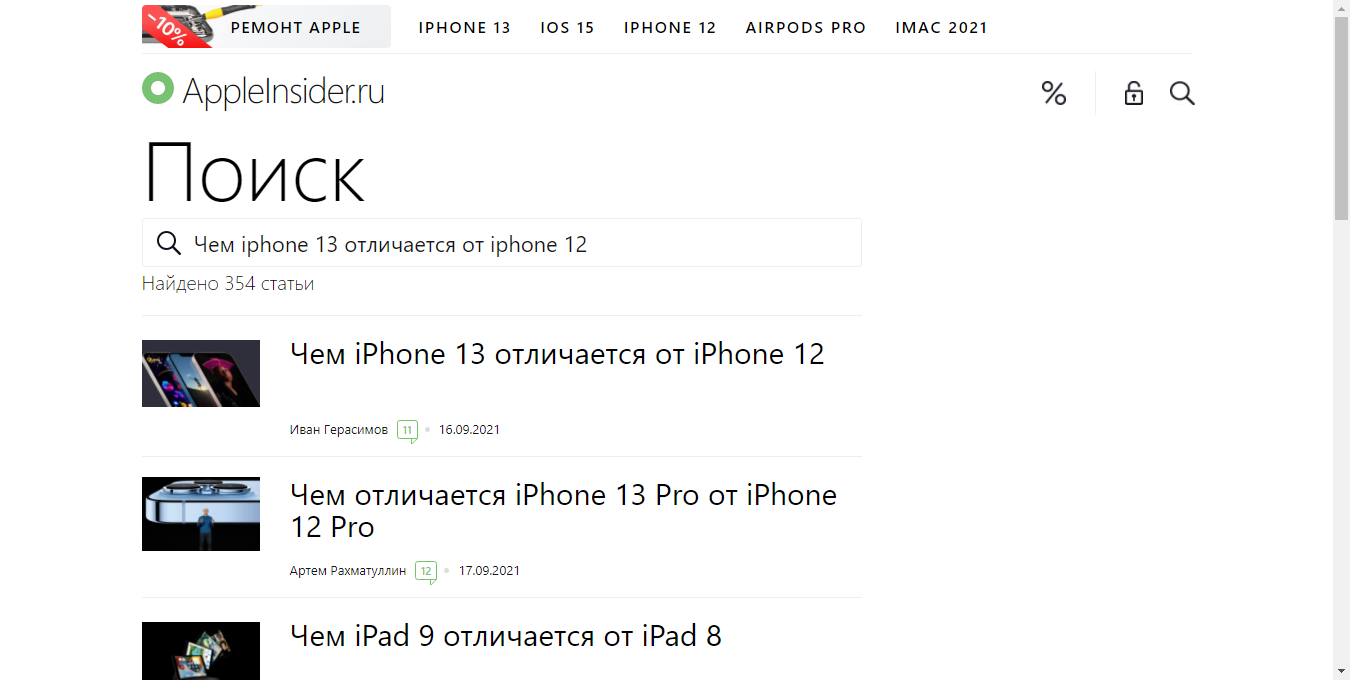 -10%
РЕМОНТ APPLE IPHONE 13 IOS 15 IPHONE 12 AIRPODS PRO IMAC 2021
AppleInsider.ru
%
Поиск
Чем iphone 13 отличается от iphone 12
Найдено 354 статьи
Чем iPhone 13 отличается от iPhone 12
Иван Герасимов 11 16.09.2021
Чем отличается iPhone 13 Pro от iPhone
12 Pro
Артем Рахматуллин 12 17.09.2021
Чем iPad 9 отличается от iPad 8